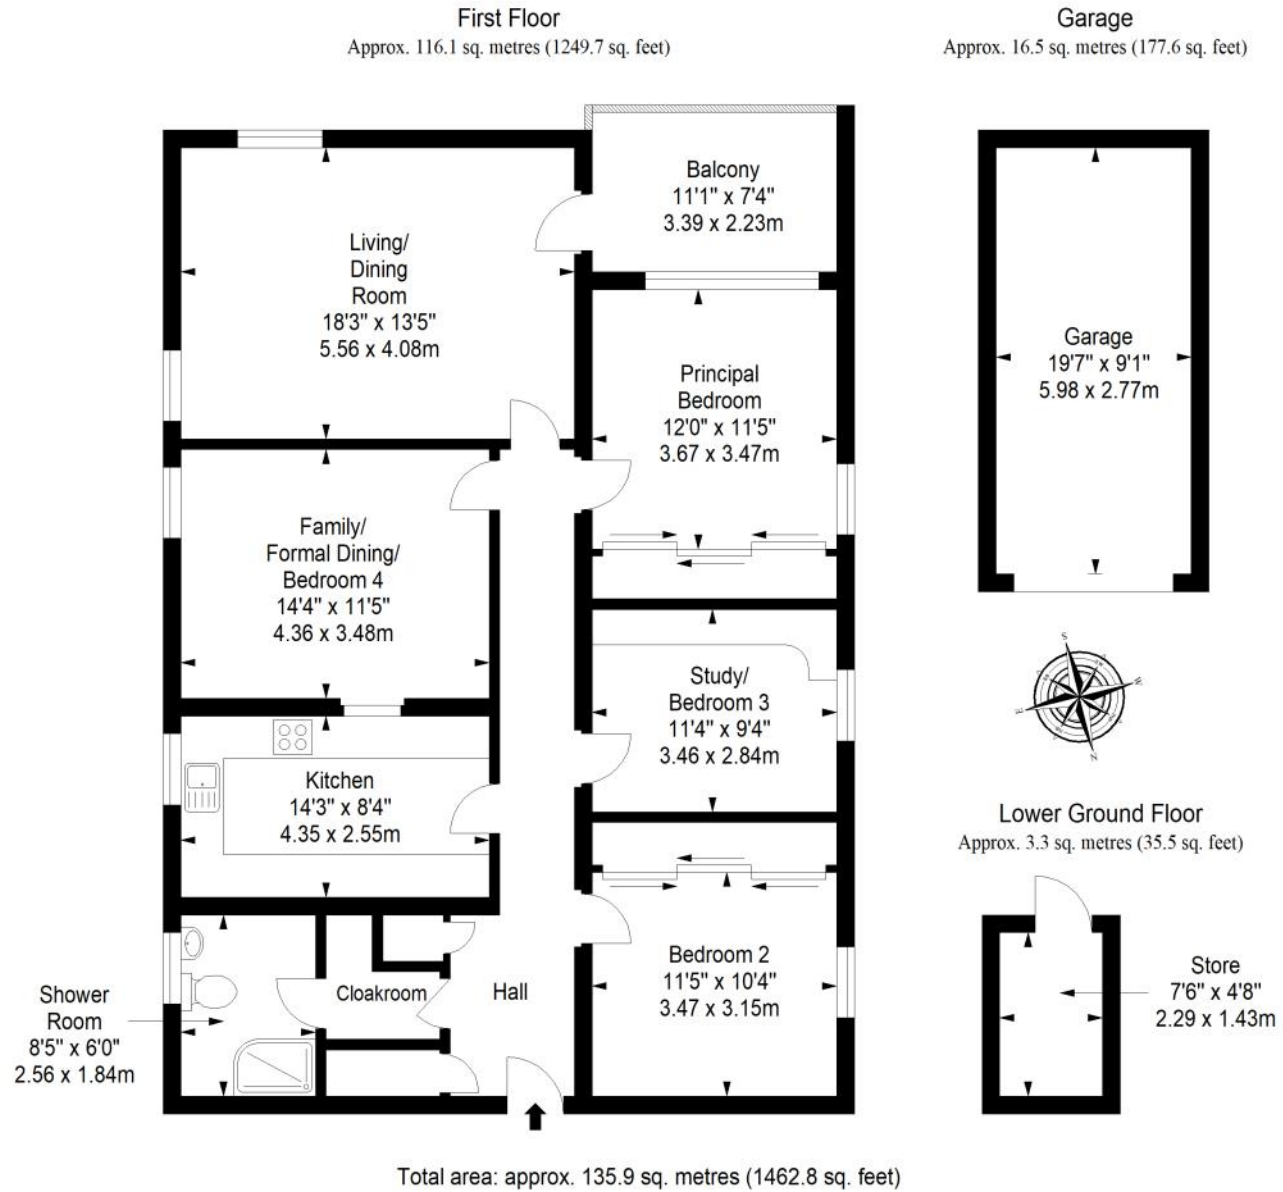 First Floor
Approx. 116.1 sq. metres (1249.7 sq. feet)
Garage
Approx. 16.5 sq. metres (177.6 sq. feet)
Balcony
11'1" x 7'4"
3.39 x 2.23m
Living/
Dining
Room
18'3" x 13'5"
5.56 x 4.08m
Garage
19'7" x 9'1"
5.98 x 2.77m
Principal
Bedroom
12'0" x 11'5"
3.67 x 3.47m
Family/
Formal Dining/
Bedroom 4
14'4" x 11'5"
4.36 x 3.48m
S
W
E
N
Study/
Bedroom 3
11'4" x 9'4"
3.46 x 2.84m
Kitchen
14'3" x 8'4"
4.35 x 2.55m
Lower Ground Floor
Approx. 3.3 sq. metres (35.5 sq. feet)
Bedroom 2
11'5" x 10'4"
3.47 x 3.15m
Cloakroom
Hall
Shower
Room
8'5" x 6'0"
2.56 x 1.84m
Store
7'6" x 4'8"
2.29 x 1.43m
Total area: approx. 135.9 sq. metres (1462.8 sq. feet)